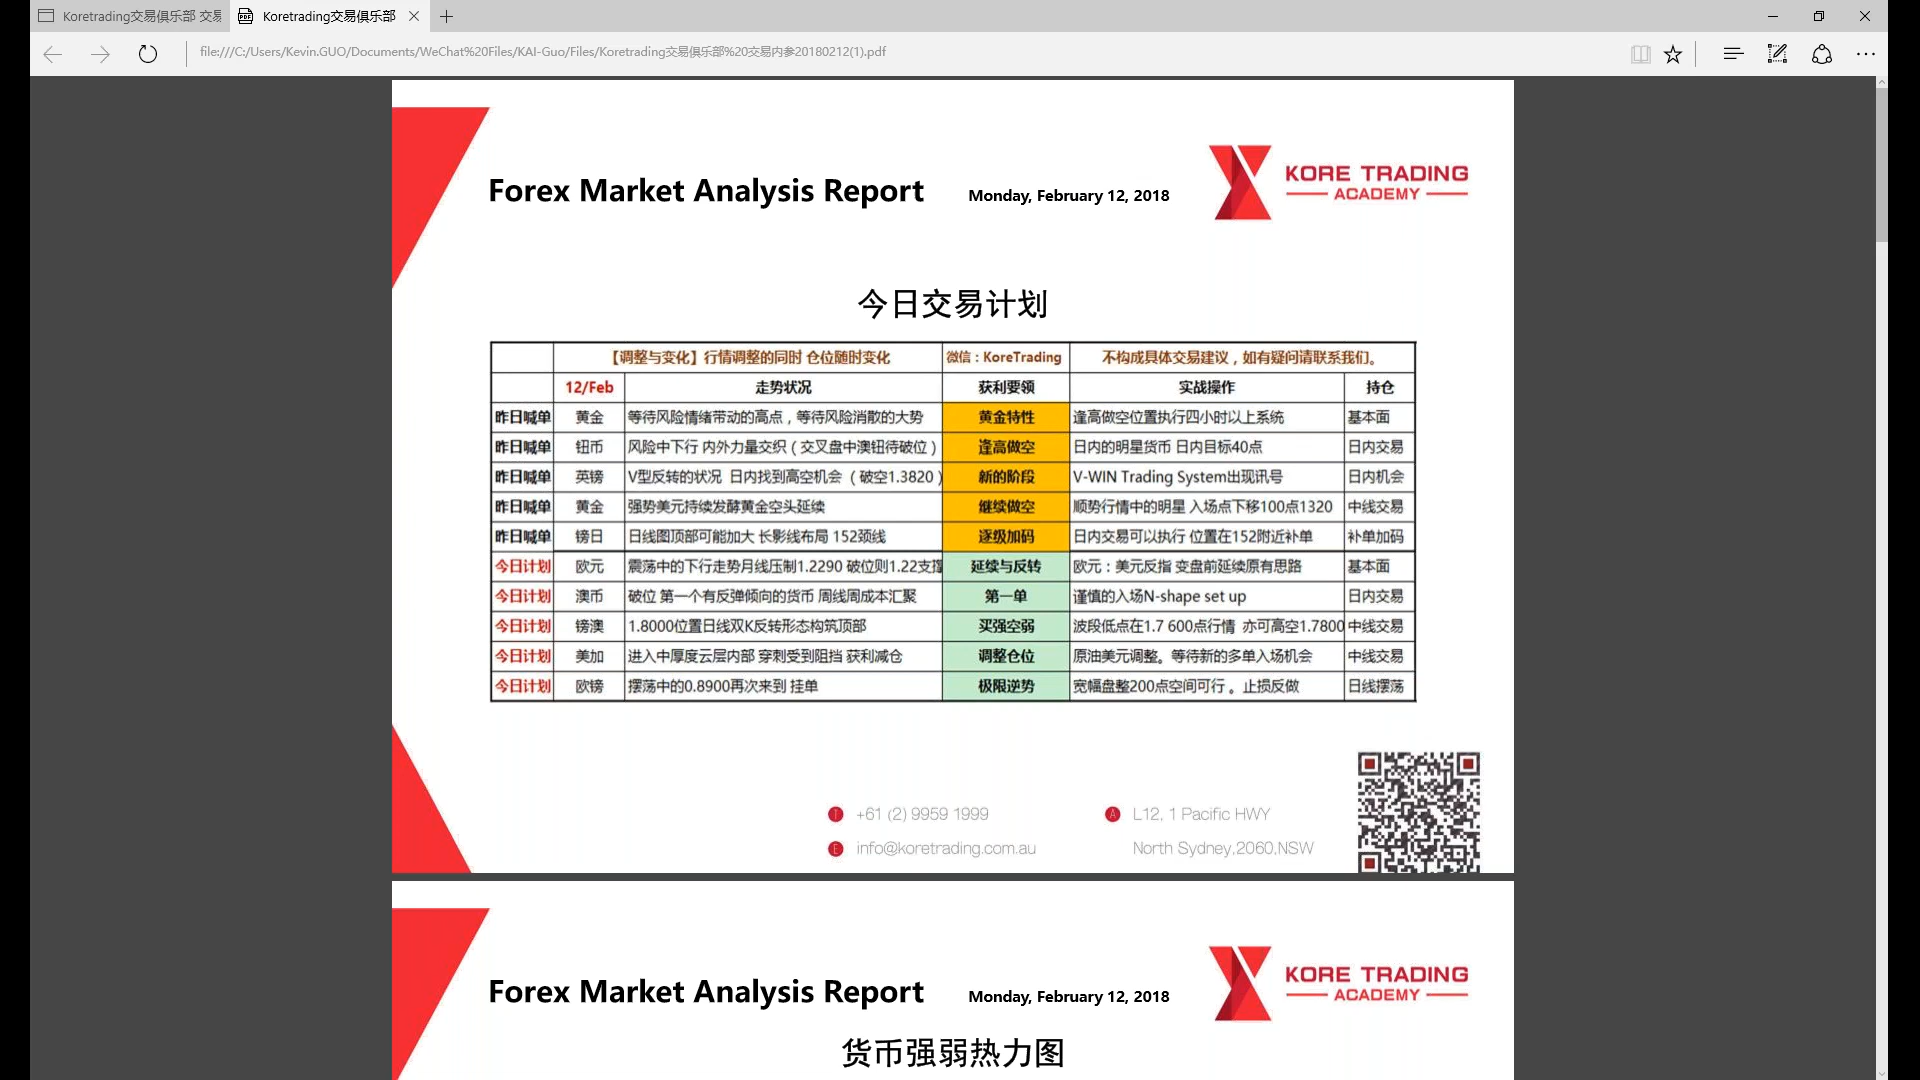 Koretrading交易俱乐部 交易
Koretrading交易俱乐部
file:///C:/Users/Kevin.GUO/Documents/WeChat%20Files/KAI-Guo/Files/Koretrading交易俱乐部%20交易内参20180212(1).pdf
Forex Market Analysis Report Monday, February 12, 2018
KORE TRADING
ACADEMY
今日交易计划
【调整与变化】行情调整的同时 仓位随时变化 微信：KoreTrading 不构成具体交易建议，如有疑问请联系我们。
12/Feb 走势状况 获利要领 实战操作 持仓
昨日喊单 黄金 等待风险情绪带动的高点，等待风险消散的大势 黄金特性 逢高做空位置执行四小时以上系统 基本面
昨日喊单 钮币 风险中下行 内外力量交织（交叉盘中澳钮待破位） 逢高做空 日内的明星货币 日内目标40点 日内交易
昨日喊单 英镑 V型反转的状况 日内找到高空机会 （破空1.3820） 新的阶段 V-WIN Trading System出现讯号 日内机会
昨日喊单 黄金 强势美元持续发酵黄金空头延续 继续做空 顺势行情中的明星 入场点下移100点1320 中线交易
昨日喊单 镑日 日线图顶部可能加大 长影线布局 152颈线 逐级加码 日内交易可以执行 位置在152附近补单 补单加码
今日计划 欧元 震荡中的下行走势月线压制1.2290 破位则1.22支撑 延续与反转 欧元：美元反指 变盘前延续原有思路 基本面
今日计划 澳币 破位 第一个有反弹倾向的货币 周线周成本汇聚 第一单 谨慎的入场N-shape set up 日内交易
今日计划 镑澳 1.8000位置日线双K反转形态构筑顶部 买强空弱 波段低点在1.7 600点行情 亦可高空1.7800 中线交易
今日计划 美加 进入中厚度云层内部 穿刺受到阻挡 获利减仓 调整仓位 原油美元调整。等待新的多单入场机会 中线交易
今日计划 欧镑 摆荡中的0.8900再次来到 挂单 极限逆势 宽幅盘整200点空间可行 。止损反做 日线摆荡
T +61 (2) 9959 1999 A L12, 1 Pacific HWY
E info@koretrading.com.au North Sydney,2060,NSW
Forex Market Analysis Report Monday, February 12, 2018
KORE TRADING
ACADEMY
货币强弱热力图